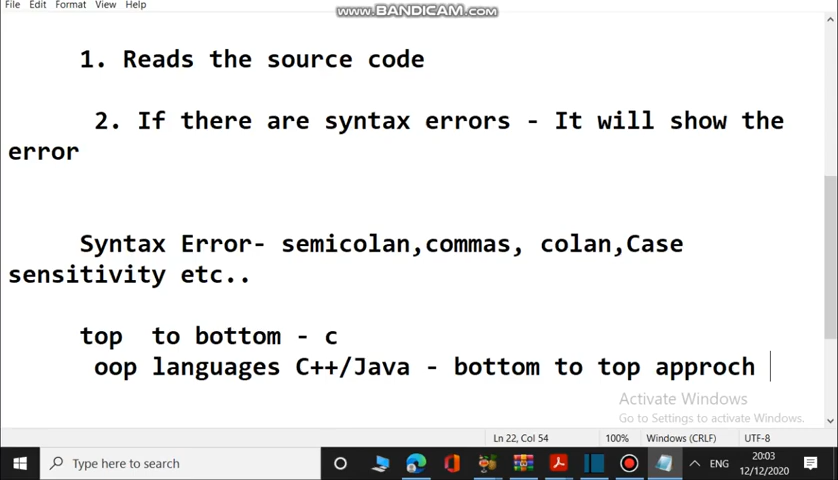 File Edit Format View Help
www.BANDICAM.com
1. Reads the source code
2. If there are syntax errors - It will show the
error
Syntax Error- semicolan,commas, colan,Case
sensitivity etc..
top  to bottom - c
oop languages C++/Java - bottom to top approch
Activate Windows
Go to Settings to activate Windows.
Ln 22, Col 54 100% Windows (CRLF) UTF-8
Type here to search
ENG
20:03
12/12/2020